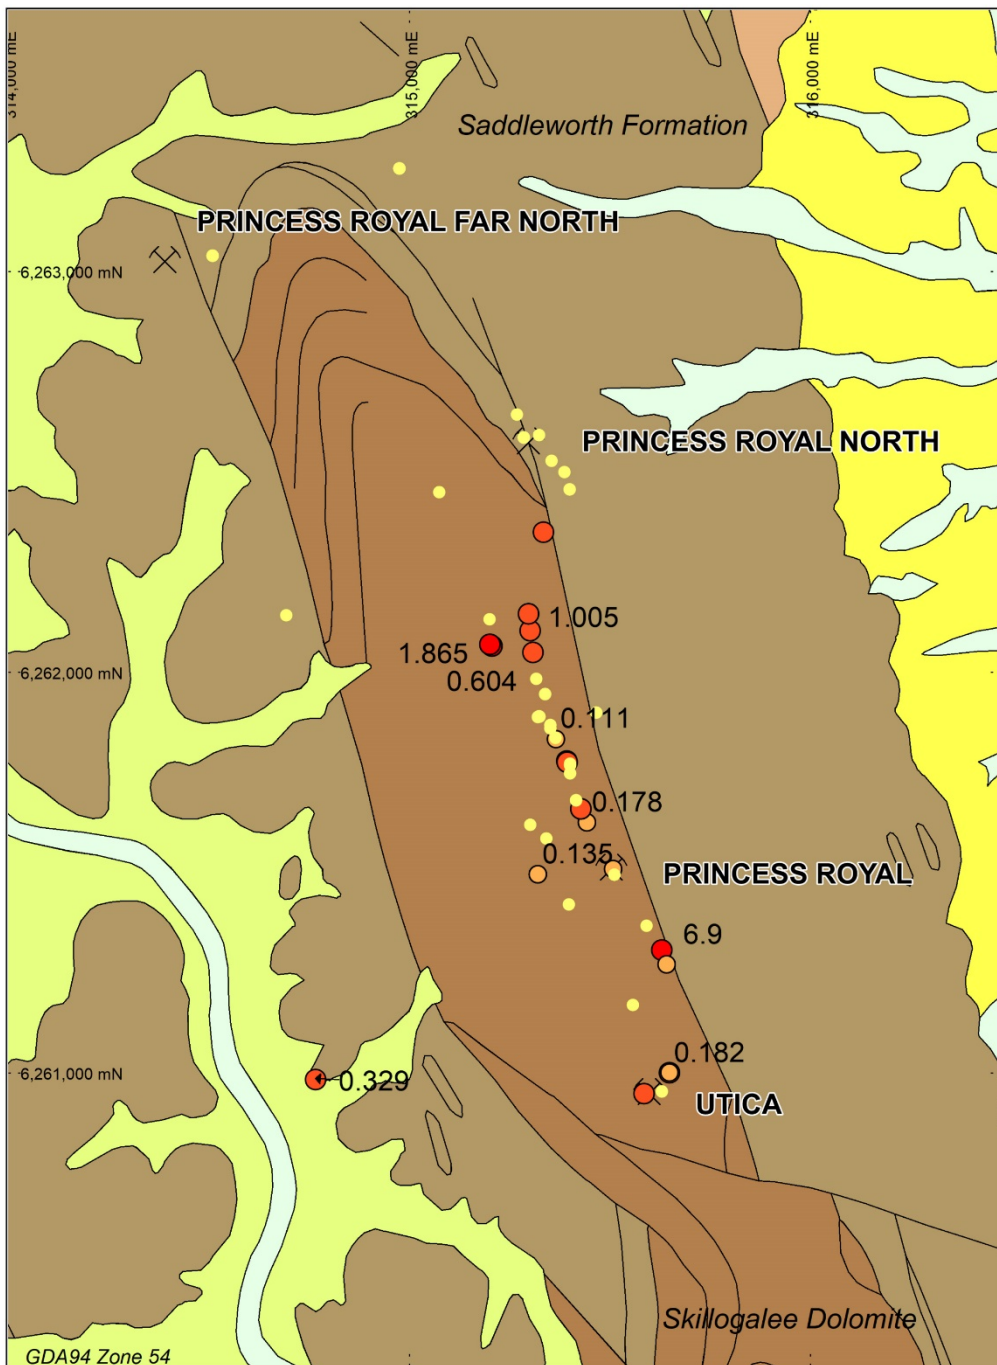 314,000 mE
315,000 mE
316,000 mE
Saddleworth Formation
PRINCESS ROYAL FAR NORTH
6,263,000 mN
PRINCESS ROYAL NORTH
1.005
1.865
6,262,000 mN
0.604
0.111
0.178
0.135
PRINCESS ROYAL
6.9
0.182
6,261,000 mN
0.329
UTICA
Skillogalee Dolomite
GDA94 Zone 54